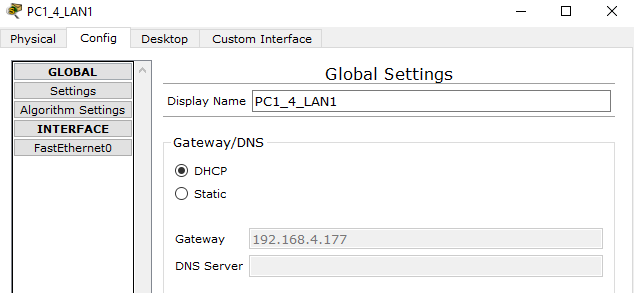 PC1_4_LAN1
Physical Config Desktop Custom Interface
GLOBAL
Settings
Algorithm Settings
INTERFACE
FastEthernet0
Global Settings
Display Name PC1_4_LAN1
Gateway/DNS
DHCP
Static
Gateway 192.168.4.177
DNS Server